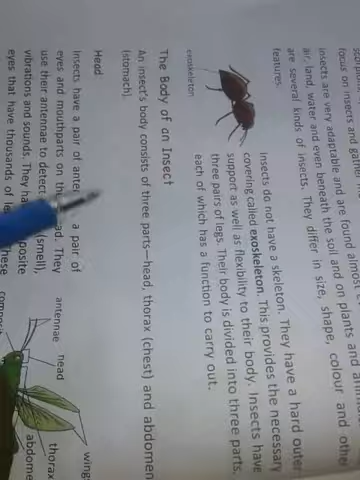 focus on insects and gather
insects are very adaptable and are found almost
air, land, water and even beneath the soil and on plants and
are several kinds of insects. They differ in size, shape, colour and other
features.
Insects do not have a skeleton. They have a hard outer
covering called exoskeleton. This provides the necessary
support as well as flexibility to their body. Insects have
three pairs of legs. Their body is divided into three parts,
each of which has a function to carry out.
exoskeleton
The Body of an Insect
An insect's body consists of three parts—head, thorax (chest) and abdomen
(stomach).
Head
Insects have a pair of a pair of
eyes and mouthparts on They
use their antennae to detect (smell),
vibrations and sounds. They
eyes that have thousands of
antennae
head
wing
thorax